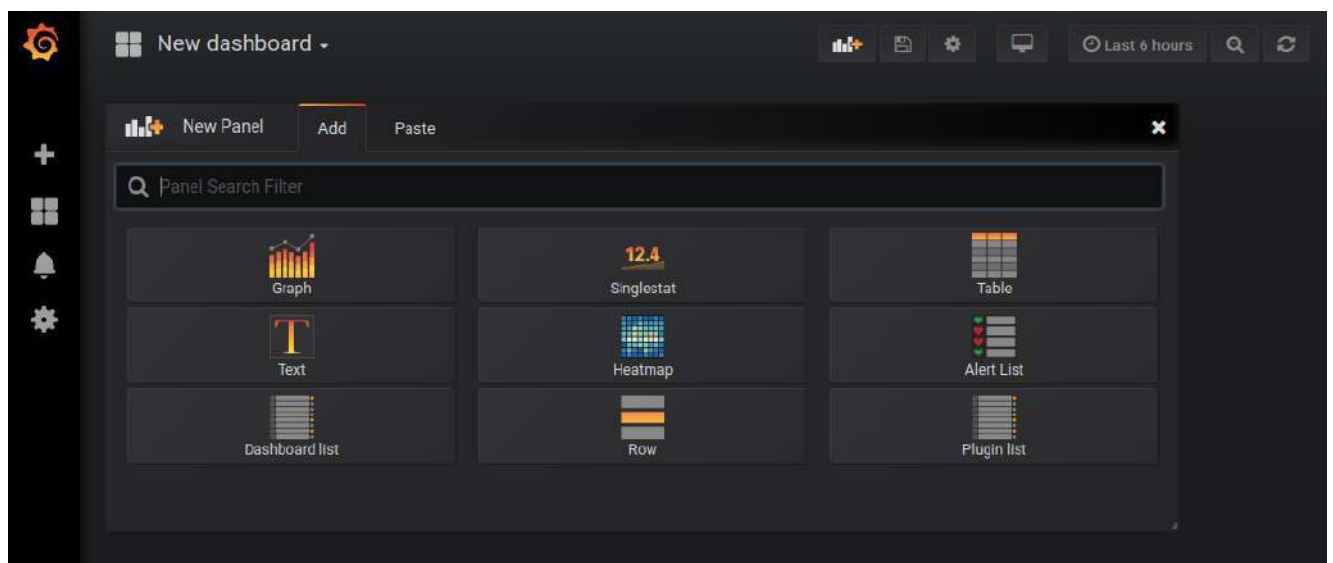 New dashboard
Last 6 hours
New Panel Add Paste
Panel Search Filter
12.4
Graph Singlestat Table
T
Text Heatmap Alert List
Dashboard list Row Plugin list